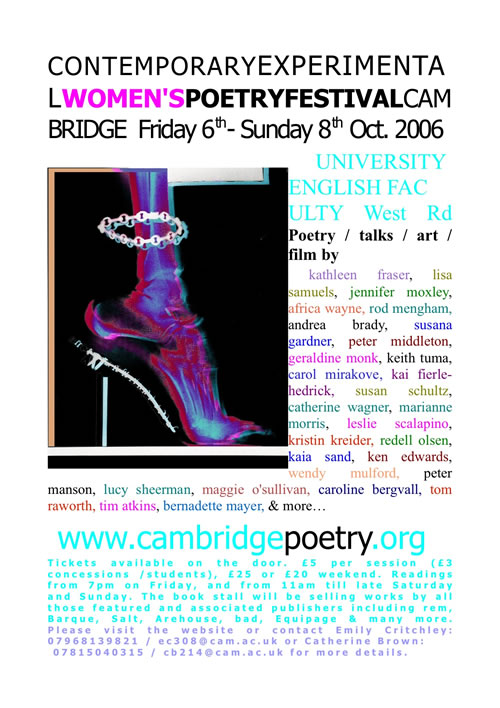 CONTEMPORARYEXPERIMENTA
LWOMEN'SPOETRYFESTIVALCAM
BRIDGE Friday 6th- Sunday 8th Oct. 2006
UNIVERSITY
ENGLISH FAC
ULTY West Rd
Poetry / talks / art /
film by
kathleen fraser, lisa
samuels, jennifer moxley,
africa wayne, rod mengham,
andrea brady, susana
gardner, peter middleton,
geraldine monk, keith tuma,
carol mirakove, kai fierle-
hedrick, susan schultz,
catherine wagner, marianne
morris, leslie scalapino,
kristin kreider, redell olsen,
kaia sand, ken edwards,
wendy mulford, peter
manson, lucy sheerman, maggie o'sullivan, caroline bergvall, tom
raworth, tim atkins, bernadette mayer, & more…
www.cambridgepoetry.org
Tickets available on the door. £5 per session (£3
concessions /students), £25 or £20 weekend. Readings
from 7pm on Friday, and from 11am till late Saturday
and Sunday. The book stall will be selling works by all
those featured and associated publishers including rem,
Barque, Salt, Arehouse, bad, Equipage & many more.
Please visit the website or contact Emily Critchley:
07968139821 / ec308@cam.ac.uk or Catherine Brown:
07815040315 / cb214@cam.ac.uk for more details.